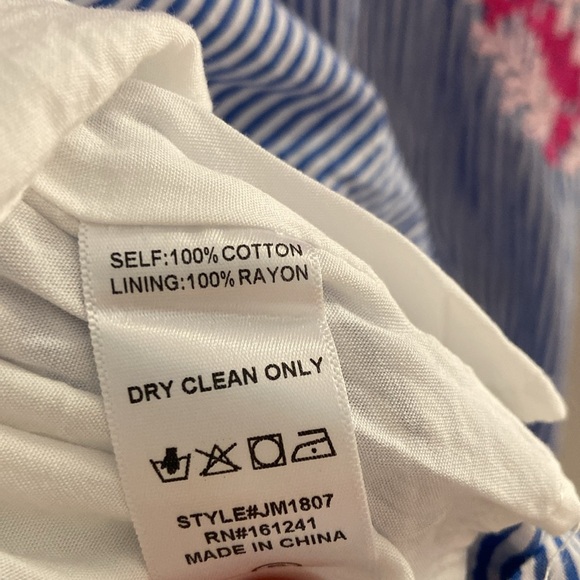 SELF:100% COTTON
LINING:100% RAYON
DRY CLEAN ONLY
STYLE#JM1807
RN#161241
MADE IN CHINA